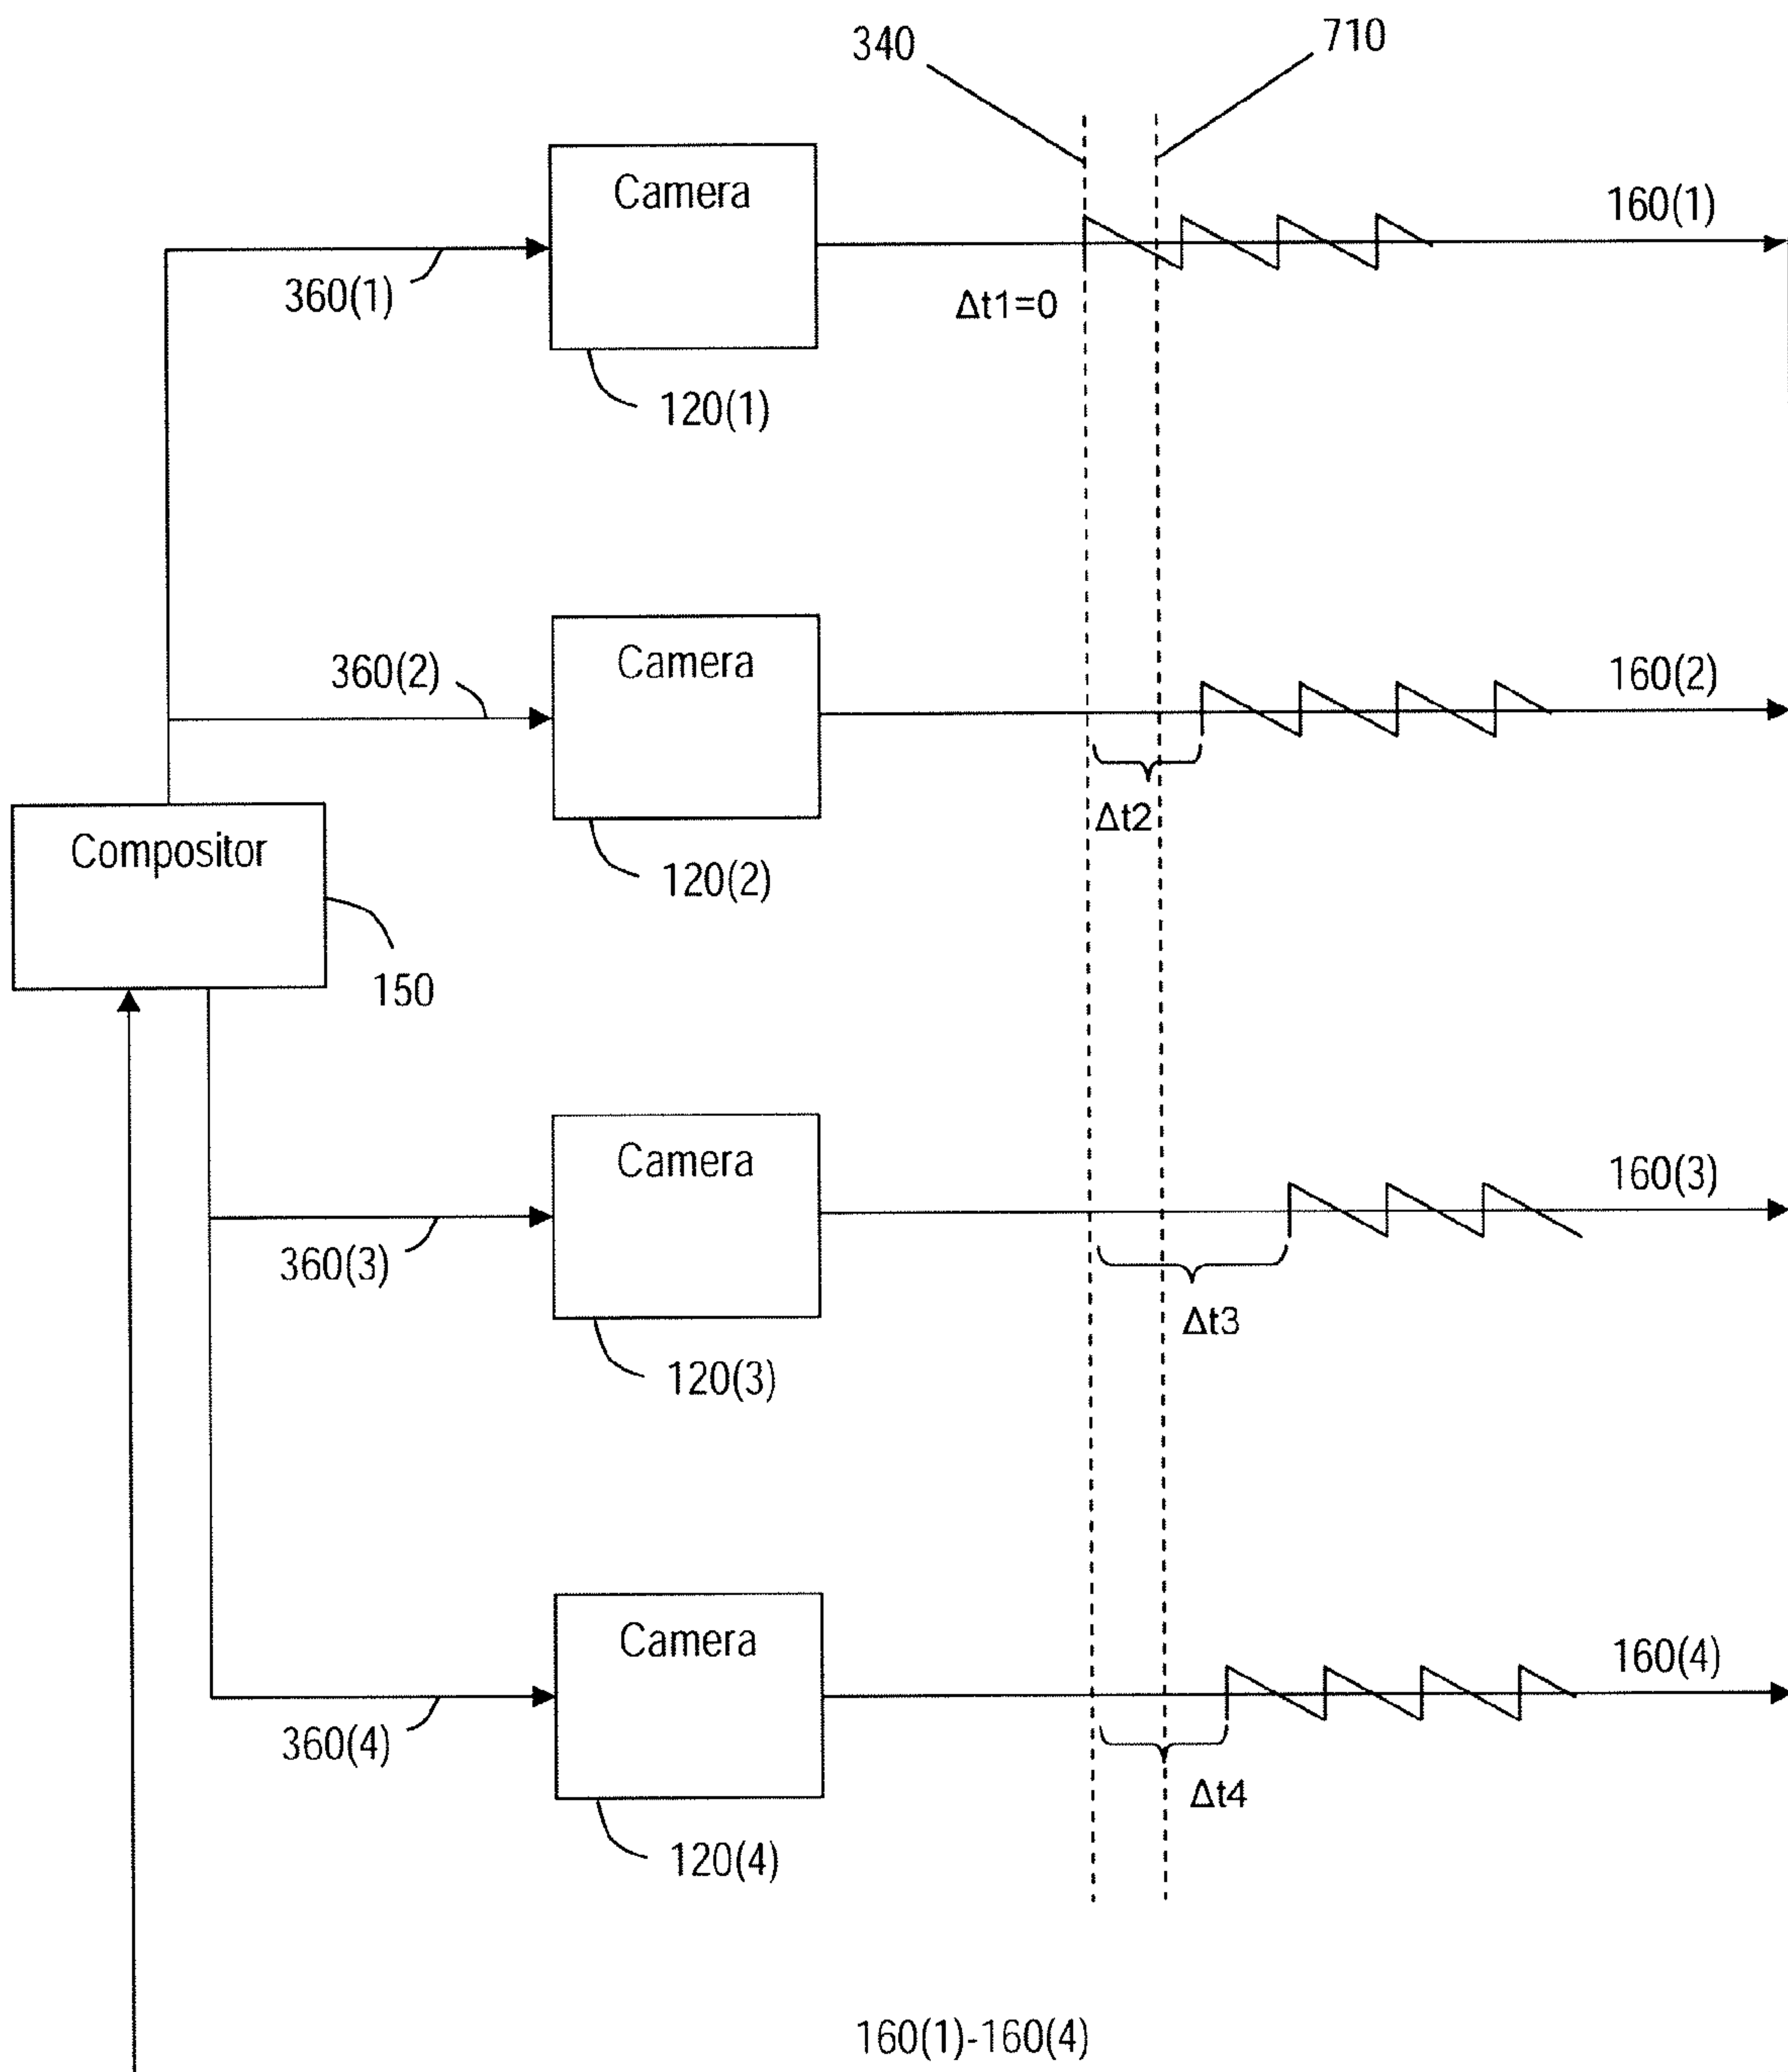 340
710
Camera
160(1)
360(1)
Δt1=0
120(1)
360(2)
Camera
160(2)
Δt2
Compositor
120(2)
150
Camera
160(3)
360(3)
Δt3
120(3)
Camera
160(4)
360(4)
Δt4
120(4)
160(1)-160(4)